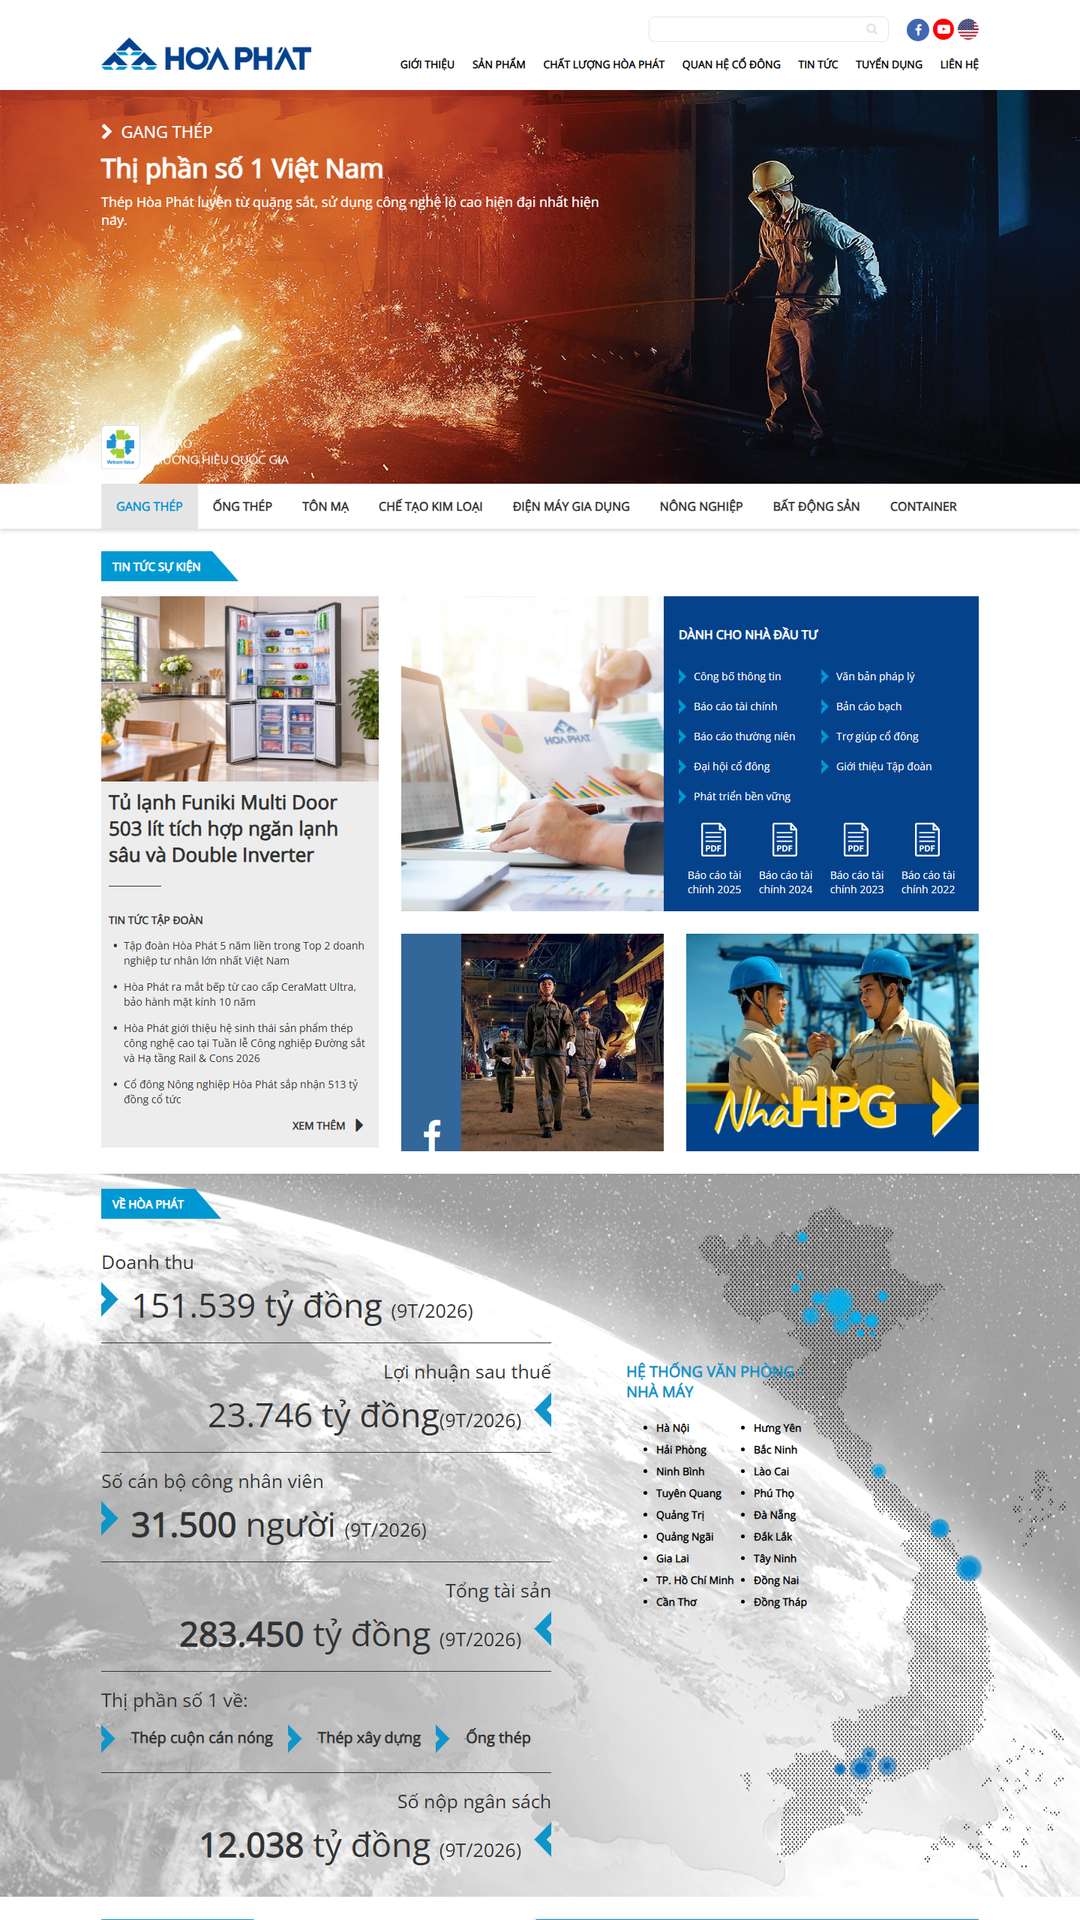 HÒA PHÁT
GIỚI THIỆU
SẢN PHẨM
CHẤT LƯỢNG HÒA PHÁT
QUAN HỆ CỔ ĐÔNG
TIN TỨC
TUYỂN DỤNG
LIÊN HỆ
GANG THÉP
Thị phần số 1 Việt Nam
Thép Hòa Phát luyện từ quặng sắt, sử dụng công nghệ lò cao hiện đại nhất hiện
nay.
Vietnam Value
HIỆU QUỐC GIA
GANG THÉP
ỐNG THÉP
TÔN MẠ
CHẾ TẠO KIM LOẠI
ĐIỆN MÁY GIA DỤNG
NÔNG NGHIỆP
BẤT ĐỘNG SẢN
CONTAINER
TIN TỨC SỰ KIỆN
Tủ lạnh Funiki Multi Door
503 lít tích hợp ngăn lạnh
sâu và Double Inverter
TIN TỨC TẬP ĐOÀN
• Tập đoàn Hòa Phát 5 năm liền trong Top 2 doanh
nghiệp tư nhân lớn nhất Việt Nam
• Hòa Phát ra mắt bếp từ cao cấp CeraMatt Ultra,
bảo hành mặt kính 10 năm
• Hòa Phát giới thiệu hệ sinh thái sản phẩm thép
công nghệ cao tại Tuần lễ Công nghiệp Đường sắt
và Hạ tầng Rail & Cons 2026
• Cổ đông Nông nghiệp Hòa Phát sắp nhận 513 tỷ
đồng cổ tức
XEM THÊM
HÒA PHÁT
DÀNH CHO NHÀ ĐẦU TƯ
Công bố thông tin
Văn bản pháp lý
Báo cáo tài chính
Bản cáo bạch
Báo cáo thường niên
Trợ giúp cổ đông
Đại hội cổ đông
Giới thiệu Tập đoàn
Phát triển bền vững
PDF
PDF
PDF
PDF
Báo cáo tài
chính 2025
Báo cáo tài
chính 2024
Báo cáo tài
chính 2023
Báo cáo tài
chính 2022
f
Nhà HPG
VỀ HÒA PHÁT
Doanh thu
151.539 tỷ đồng (9T/2026)
Lợi nhuận sau thuế
23.746 tỷ đồng(9T/2026)
Số cán bộ công nhân viên
31.500 người (9T/2026)
Tổng tài sản
283.450 tỷ đồng (9T/2026)
Thị phần số 1 về:
Thép cuộn cán nóng
Thép xây dựng
Ống thép
Số nộp ngân sách
12.038 tỷ đồng (9T/2026)
HỆ THỐNG VĂN PHÒNG -
NHÀ MÁY
• Hà Nội
• Hưng Yên
• Hải Phòng
• Bắc Ninh
• Ninh Bình
• Lào Cai
• Tuyên Quang
• Phú Thọ
• Quảng Trị
• Đà Nẵng
• Quảng Ngãi
• Đắk Lắk
• Gia Lai
• Tây Ninh
• TP. Hồ Chí Minh
• Đồng Nai
• Cần Thơ
• Đồng Tháp